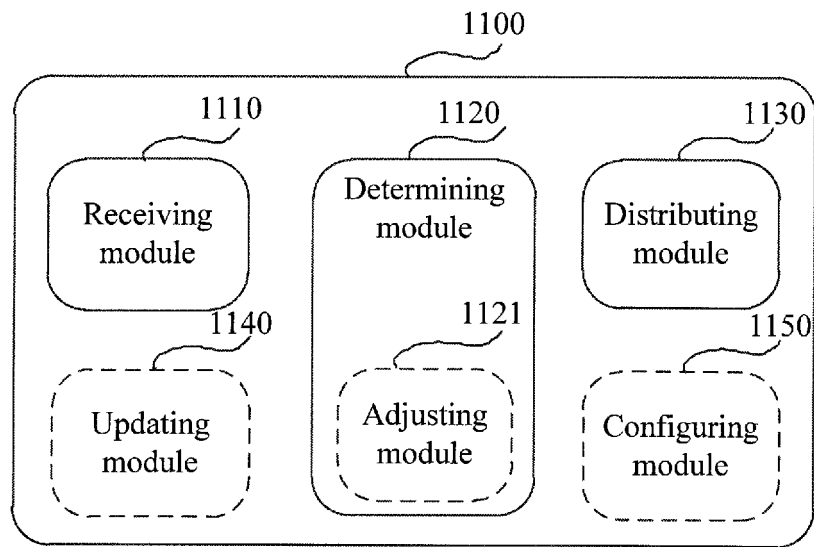 1100
1110
1120
1130
Receiving
module
Determining
module
Distributing
module
1140
1121
1150
Updating
module
Adjusting
module
Configuring
module